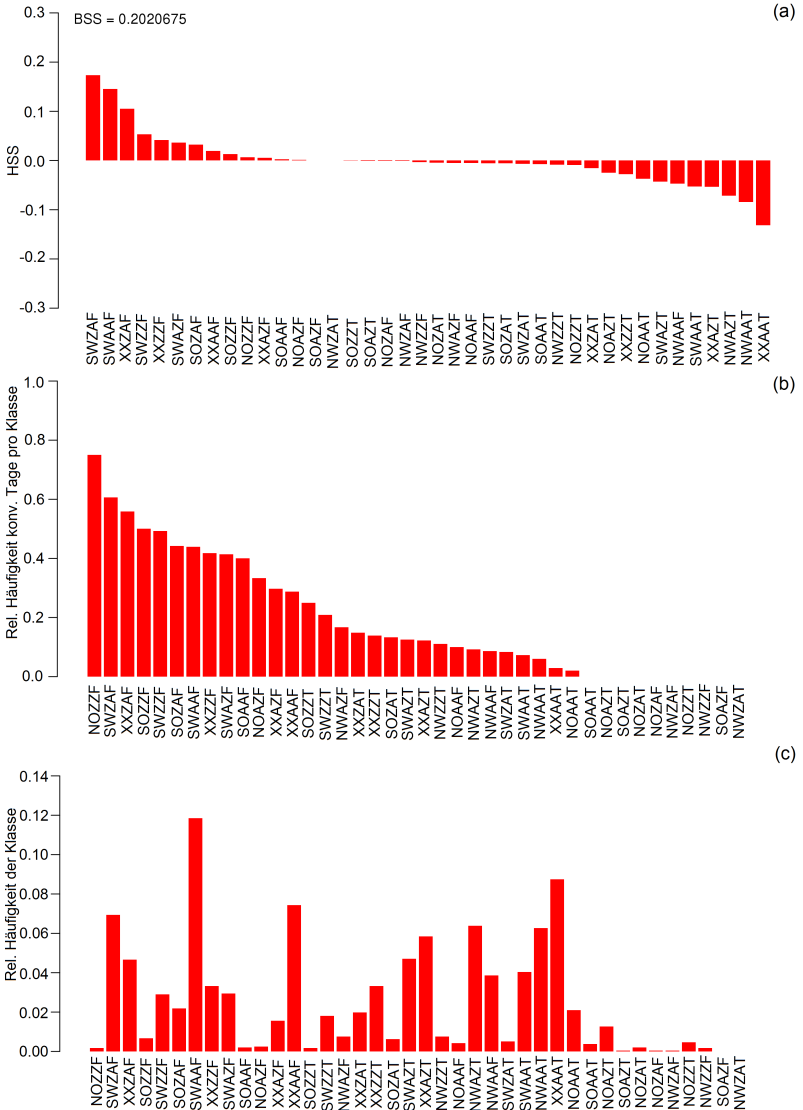 (a)
BSS = 0.2020675
0.3
0.2
0.1
0.0
-0.1
-0.2
-0.3
HSS
SWZAF SWAAF XXZAF SWZZF XXZZF SWAZF SOZAF XXAAF SOZZF NOZZF XXAZF SOAAF NOAZF SOAZF NWZAT SOZZT SOAZT NOZAF NWZAF NWZZF NOZAT NWAZF NOAAF SWZZT SOZAT SWZAT SOAAT NWZZT NOZZT XXZAT NOAZT XXZZT NOAAT SWAZT NWAAF SWAAT XXAZT NWAZT NWAAT XXAAT
(b)
1.0
0.8
0.6
0.4
0.2
0.0
Rel. Häufigkeit konv. Tage pro Klasse
NOZZF SWZAF XXZAF SOZZF SWZZF SOZAF SWAAF XXZZF SWAZF SOAAF NOAZF XXAZF XXAAF SOZZT SWZZT NWAZF XXZAT XXZZT SOZAT SWAZT XXAZT NWZZT NOAAF NWAZT NWAAF SWZAT SWAAT NWAAT XXAAT NOAAT SOAAT NOAZT SOAZT NOZAT NOZAF NWZAF NOZZT NWZZF SOAZF NWZAT
(c)
0.14
0.12
0.10
0.08
0.06
0.04
0.02
0.00
Rel. Häufigkeit der Klasse
NOZZF SWZAF XXZAF SOZZF SWZZF SOZAF SWAAF XXZZF SWAZF SOAAF NOAZF XXAZF XXAAF SOZZT SWZZT NWAZF XXZAT XXZZT SOZAT SWAZT XXAZT NWZZT NOAAF NWAZT NWAAF SWZAT SWAAT NWAAT XXAAT NOAAT SOAAT NOAZT SOAZT NOZAT NOZAF NWZAF NOZZT NWZZF SOAZF NWZAT